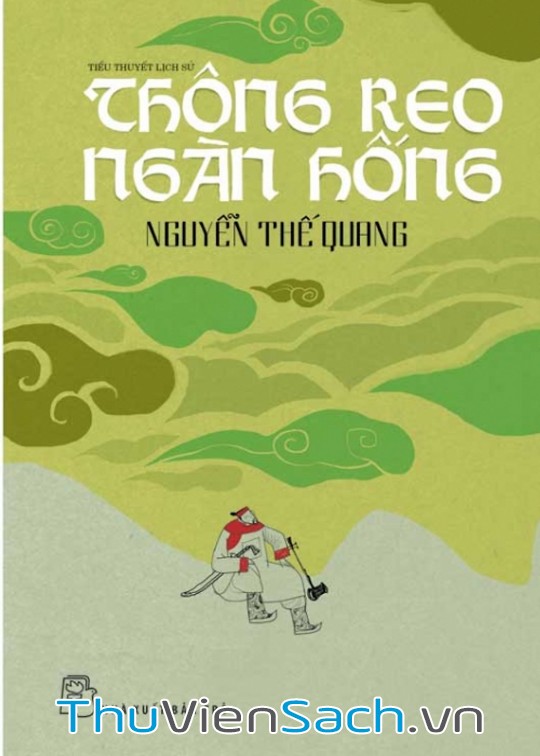 TIỂU THUYẾT LỊCH SỬ
THÔNG REO
NGÀN HỐNG
NGUYỄN THẾ QUANG
ThuVienSach.vn